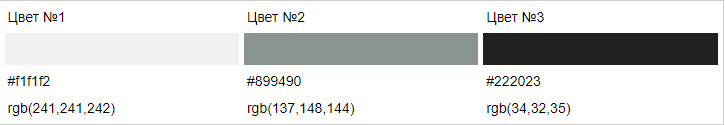 Цвет №1 Цвет №2 Цвет №3
#f1f1f2 #899490 #222023
rgb(241,241,242) rgb(137,148,144) rgb(34,32,35)